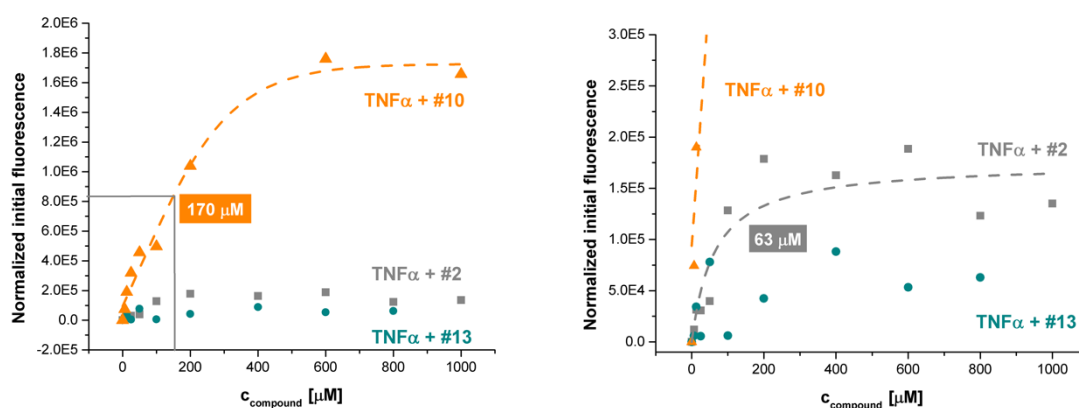 2.0E6
1.8E6
1.6E6
1.4E6
1.2E6
1.0E6
8.0E5
6.0E5
4.0E5
2.0E5
0.0
-2.0E5
Normalized initial fluorescence
TNFα + #10
170 μM
TNFα + #2
TNFα + #13
0 200 400 600 800 1000
c compound [μM]
3.0E5
2.5E5
2.0E5
1.5E5
1.0E5
5.0E4
0.0E0
Normalized initial fluorescence
TNFα + #10
TNFα + #2
63 μM
TNFα + #13
0 200 400 600 800 1000
c compound [μM]